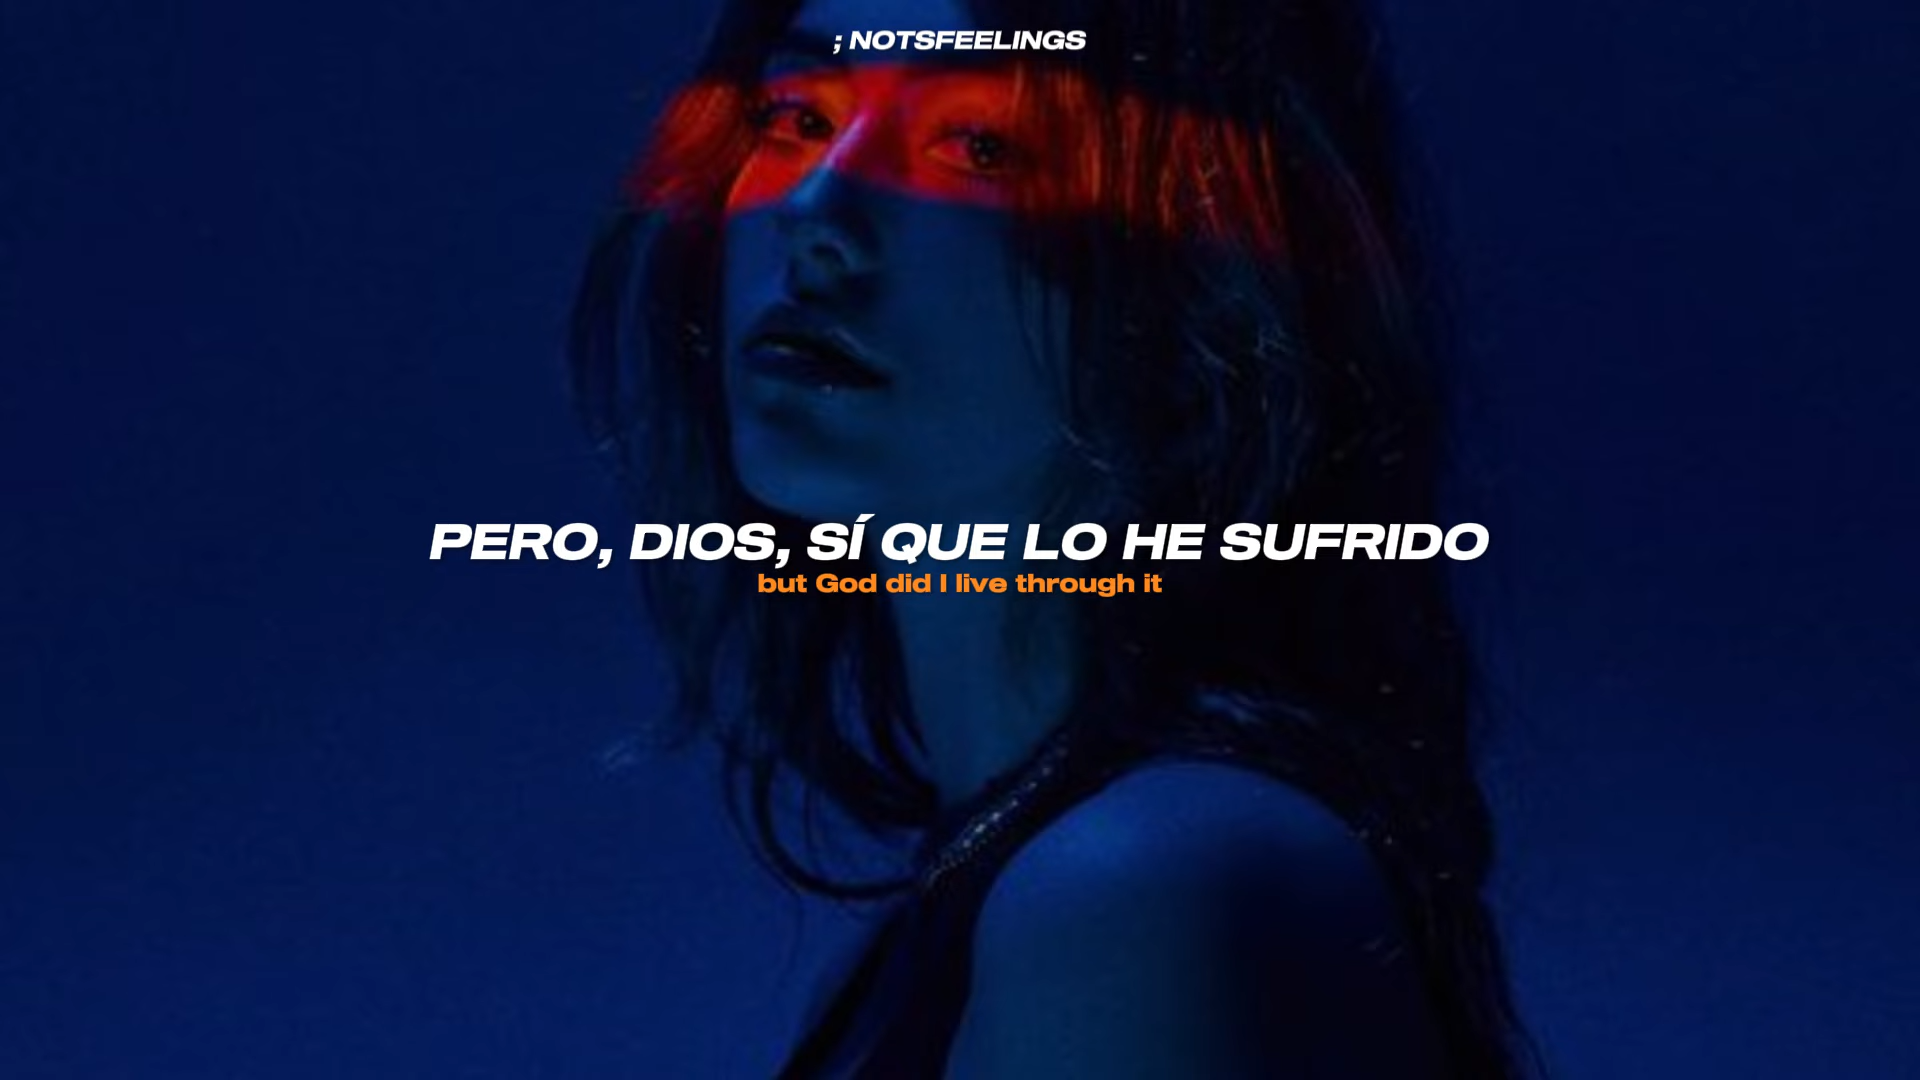 ; NOTSFEELINGS
PERO, DIOS, SÍ QUE LO HE SUFRIDO
but God did I live through it